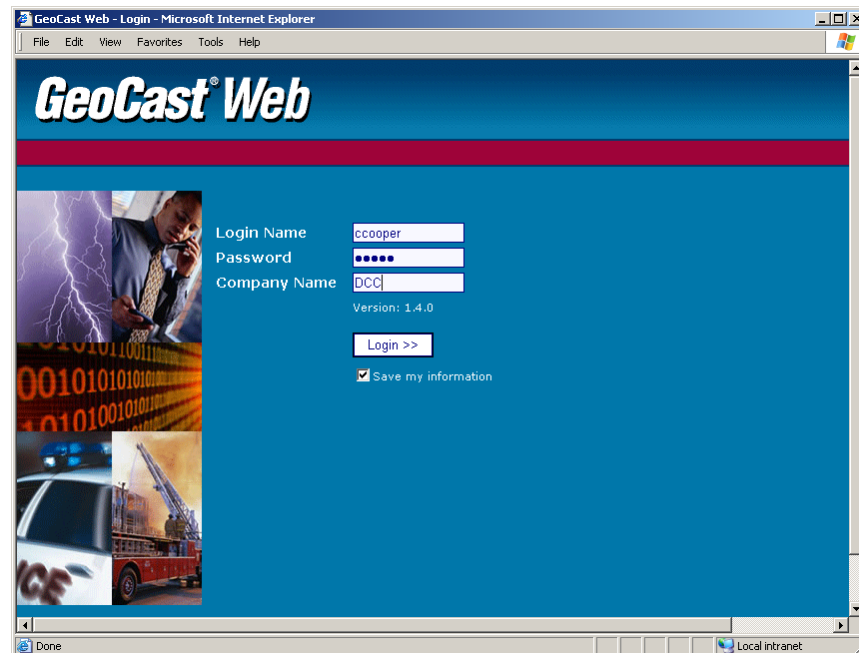 GeoCast Web - Login - Microsoft Internet Explorer
File Edit View Favorites Tools Help
GeoCast® Web
Login Name ccooper
Password •••••
Company Name DCC
Version: 1.4.0
Login >>
Save my information
Done Local intranet